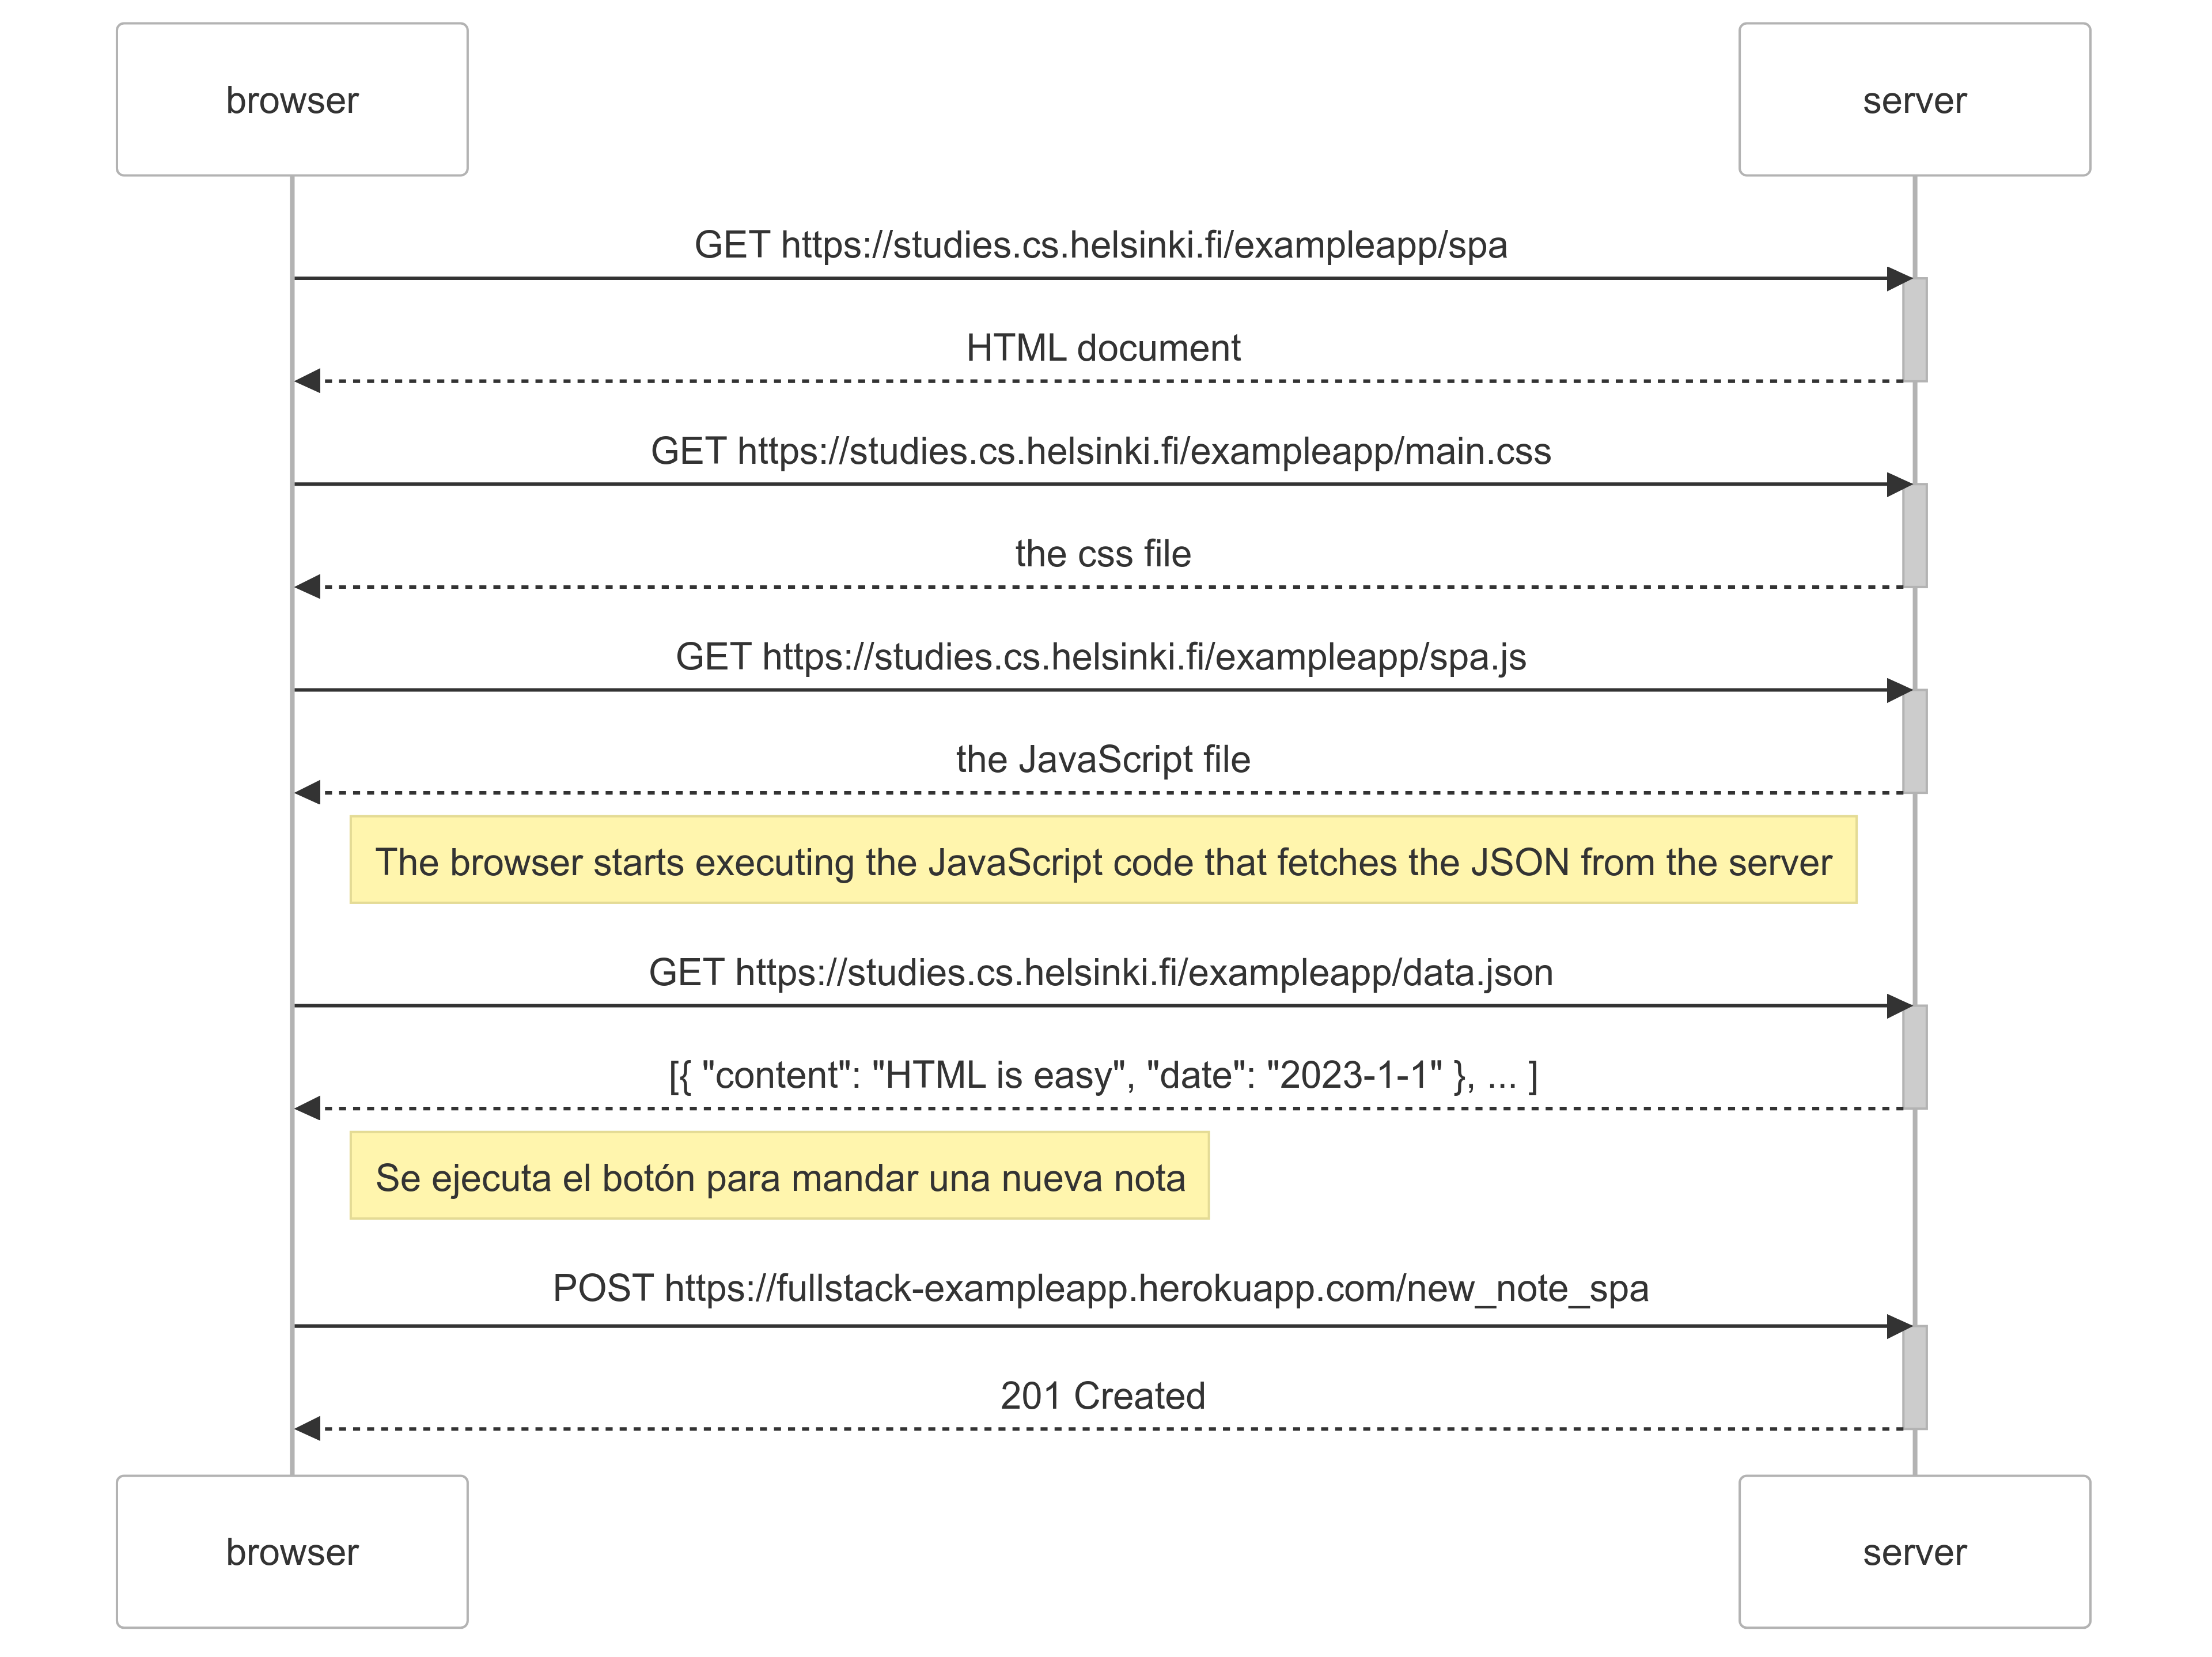 browser
server
GET https://studies.cs.helsinki.fi/exampleapp/spa
HTML document
GET https://studies.cs.helsinki.fi/exampleapp/main.css
the css file
GET https://studies.cs.helsinki.fi/exampleapp/spa.js
the JavaScript file
The browser starts executing the JavaScript code that fetches the JSON from the server
GET https://studies.cs.helsinki.fi/exampleapp/data.json
[{ "content": "HTML is easy", "date": "2023-1-1" }, ... ]
Se ejecuta el botón para mandar una nueva nota
POST https://fullstack-exampleapp.herokuapp.com/new_note_spa
201 Created
browser
server